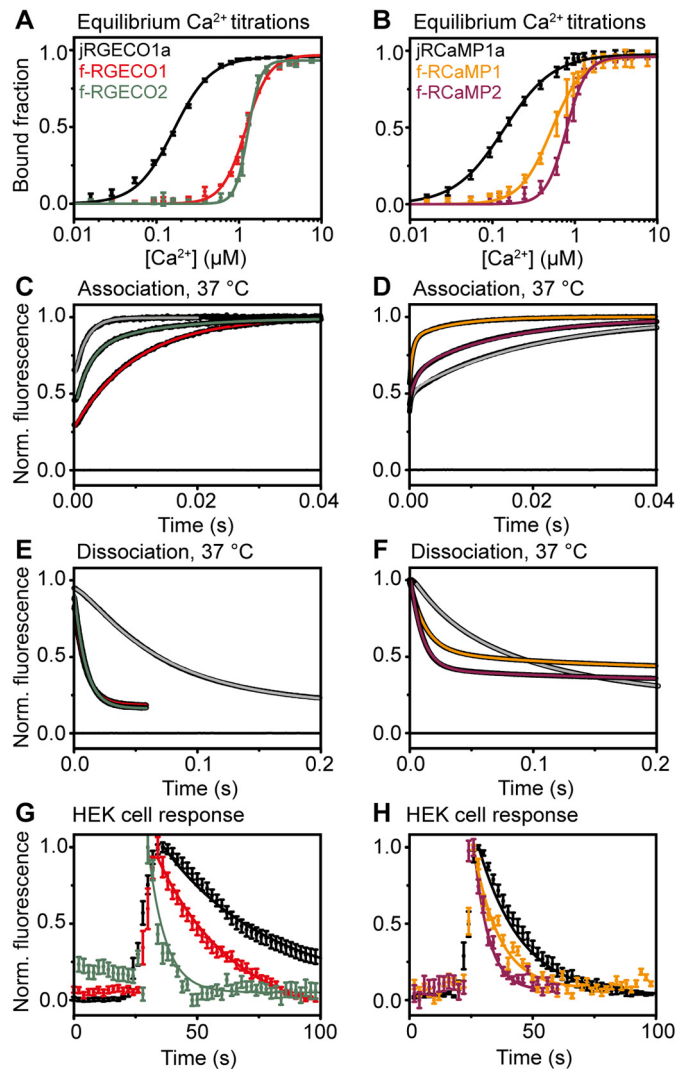 A Equilibrium Ca²⁺ titrations
jRGECO1a
f-RGECO1
f-RGECO2
Bound fraction
1.0
0.5
0.0
0.01 0.1 1 10
[Ca²⁺] (µM)
B Equilibrium Ca²⁺ titrations
jRCaMP1a
f-RCaMP1
f-RCaMP2
1.0
0.5
0.0
0.01 0.1 1 10
[Ca²⁺] (µM)
C Association, 37 °C
Norm. fluorescence
1.0
0.5
0.0
0.00 0.02 0.04
Time (s)
D Association, 37 °C
1.0
0.5
0.0
0.00 0.02 0.04
Time (s)
E Dissociation, 37 °C
Norm. fluorescence
1.0
0.5
0.0
0.0 0.1 0.2
Time (s)
F Dissociation, 37 °C
1.0
0.5
0.0
0.0 0.1 0.2
Time (s)
G HEK cell response
Norm. fluorescence
1.0
0.5
0.0
0 50 100
Time (s)
H HEK cell response
1.0
0.5
0.0
0 50 100
Time (s)